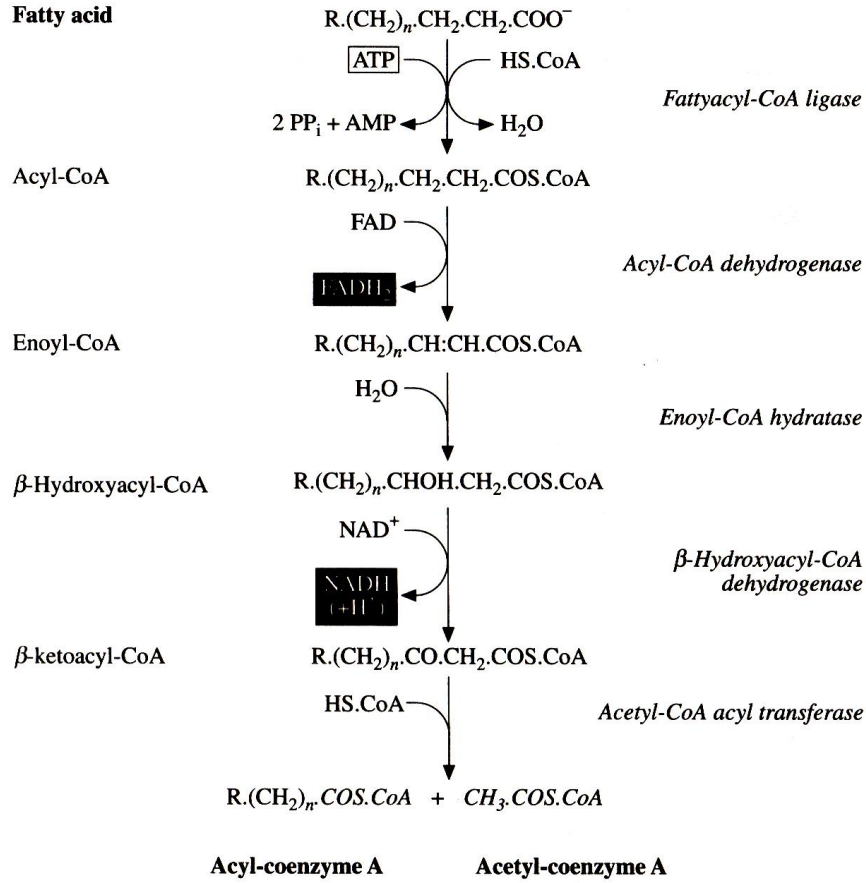 Fatty acid
R.(CH₂)ₙ.CH₂.CH₂.COO⁻
ATP
HS.CoA
Fattyacyl-CoA ligase
2 PPᵢ + AMP
H₂O
Acyl-CoA
R.(CH₂)ₙ.CH₂.CH₂.COS.CoA
FAD
Acyl-CoA dehydrogenase
FADH₂
Enoyl-CoA
R.(CH₂)ₙ.CH:CH.COS.CoA
H₂O
Enoyl-CoA hydratase
β-Hydroxyacyl-CoA
R.(CH₂)ₙ.CHOH.CH₂.COS.CoA
NAD⁺
β-Hydroxyacyl-CoA
dehydrogenase
NADH
(+H⁺)
β-ketoacyl-CoA
R.(CH₂)ₙ.CO.CH₂.COS.CoA
HS.CoA
Acetyl-CoA acyl transferase
R.(CH₂)ₙ.COS.CoA + CH₃.COS.CoA
Acyl-coenzyme A Acetyl-coenzyme A